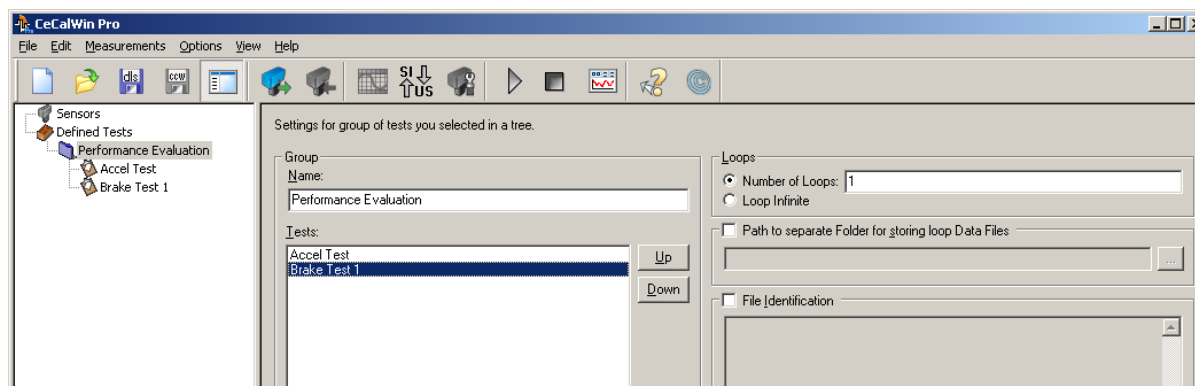 CeCalWin Pro
File Edit Measurements Options View Help
dls ccw SI US
Sensors
Defined Tests
Performance Evaluation
Accel Test
Brake Test 1
Settings for group of tests you selected in a tree.
Group
Name:
Performance Evaluation
Tests:
Accel Test
Brake Test 1
Up
Down
Loops
Number of Loops: 1
Loop Infinite
Path to separate Folder for storing loop Data Files
...
File Identification